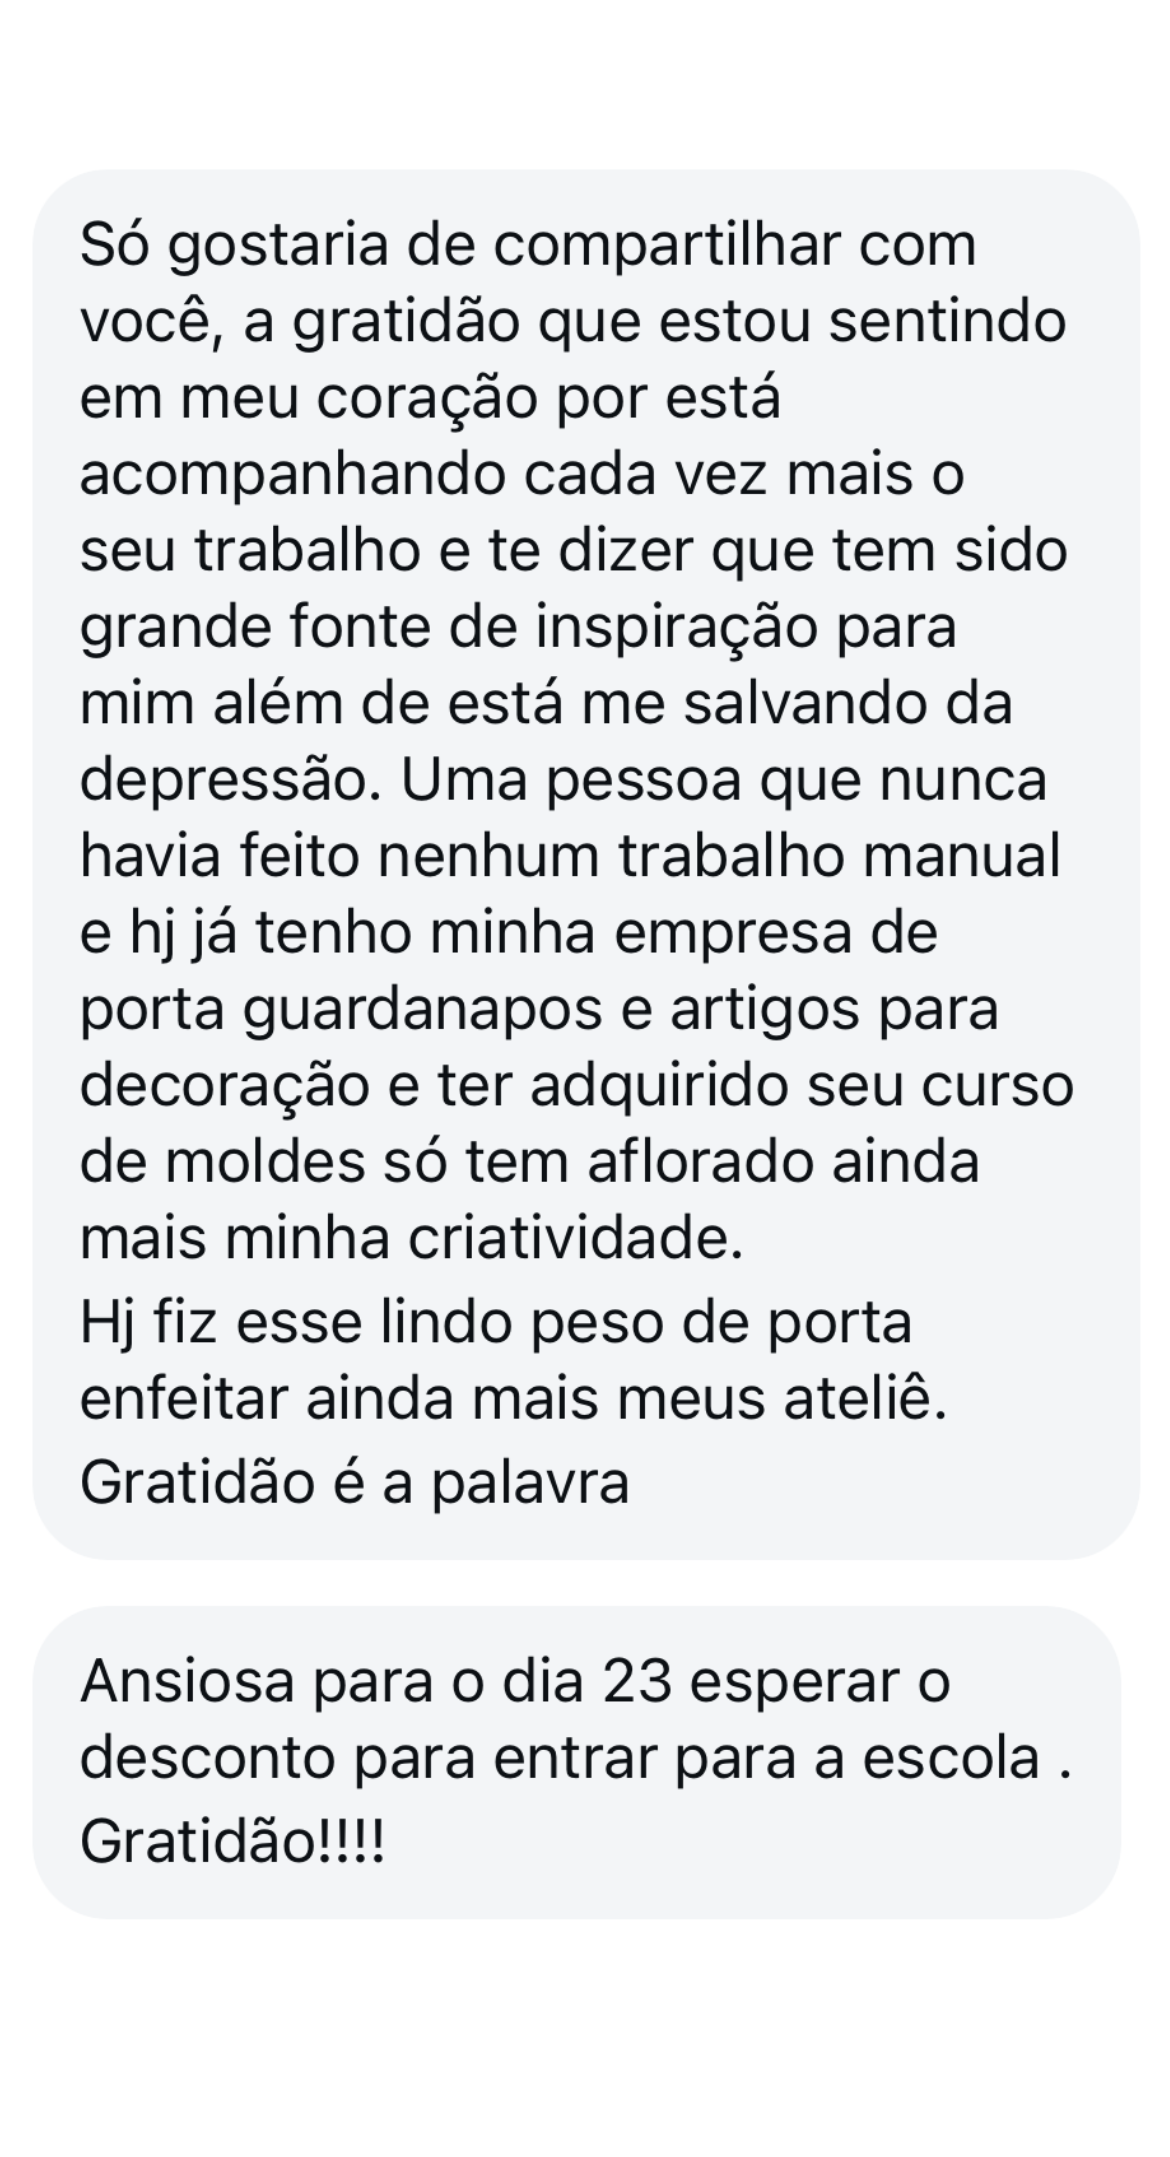 Só gostaria de compartilhar com
você, a gratidão que estou sentindo
em meu coração por está
acompanhando cada vez mais o
seu trabalho e te dizer que tem sido
grande fonte de inspiração para
mim além de está me salvando da
depressão. Uma pessoa que nunca
havia feito nenhum trabalho manual
e hj já tenho minha empresa de
porta guardanapos e artigos para
decoração e ter adquirido seu curso
de moldes só tem aflorado ainda
mais minha criatividade.
Hj fiz esse lindo peso de porta
enfeitar ainda mais meus ateliê.
Gratidão é a palavra
Ansiosa para o dia 23 esperar o
desconto para entrar para a escola .
Gratidão!!!!